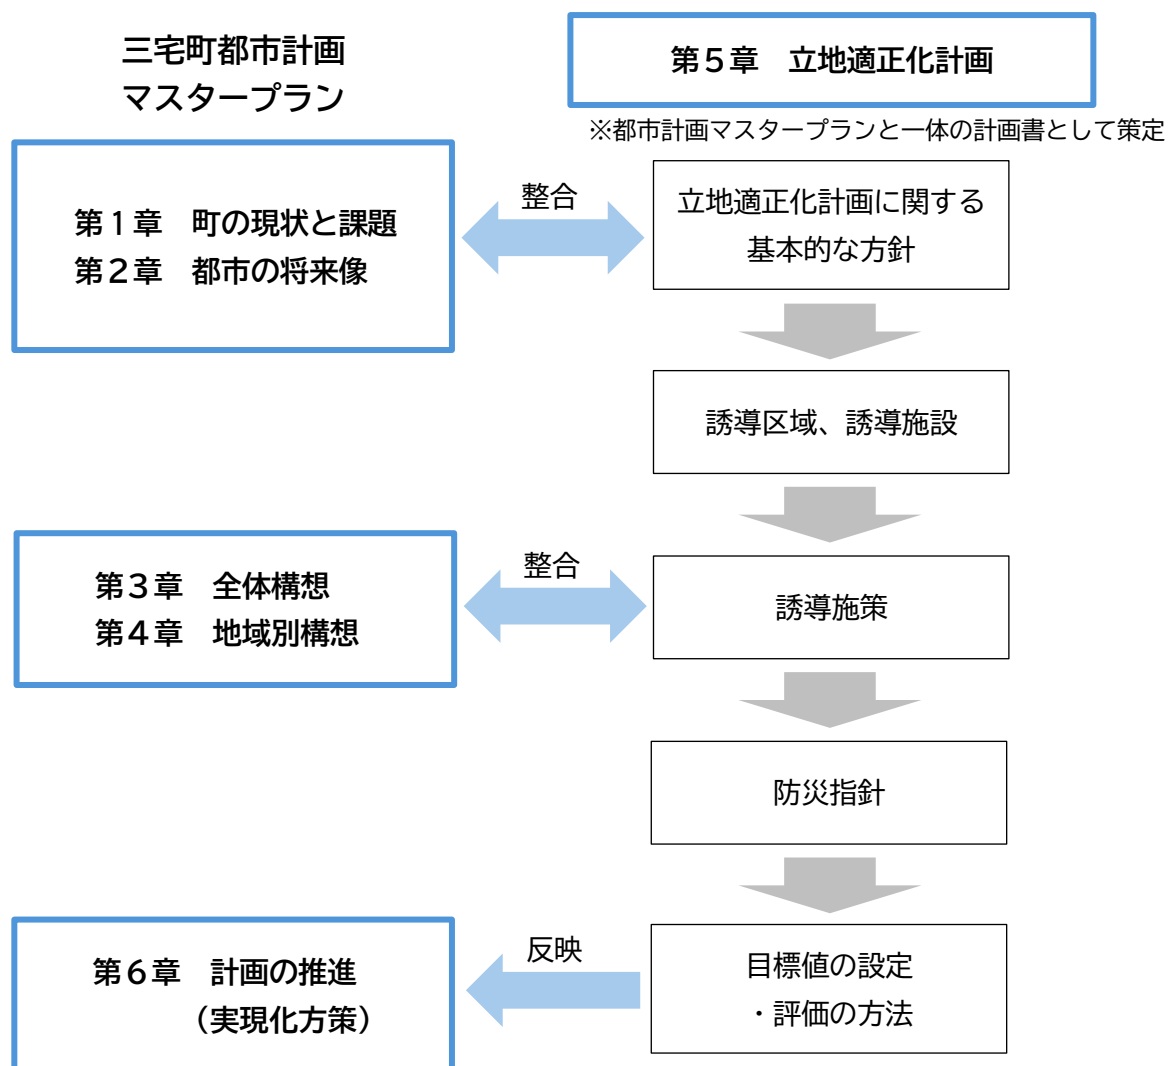 三宅町都市計画
マスタープラン
第５章　立地適正化計画
※都市計画マスタープランと一体の計画書として策定
第１章　町の現状と課題
第２章　都市の将来像
整合
立地適正化計画に関する
基本的な方針
誘導区域、誘導施設
第３章　全体構想
第４章　地域別構想
整合
誘導施策
防災指針
第６章　計画の推進
（実現化方策）
反映
目標値の設定
・評価の方法